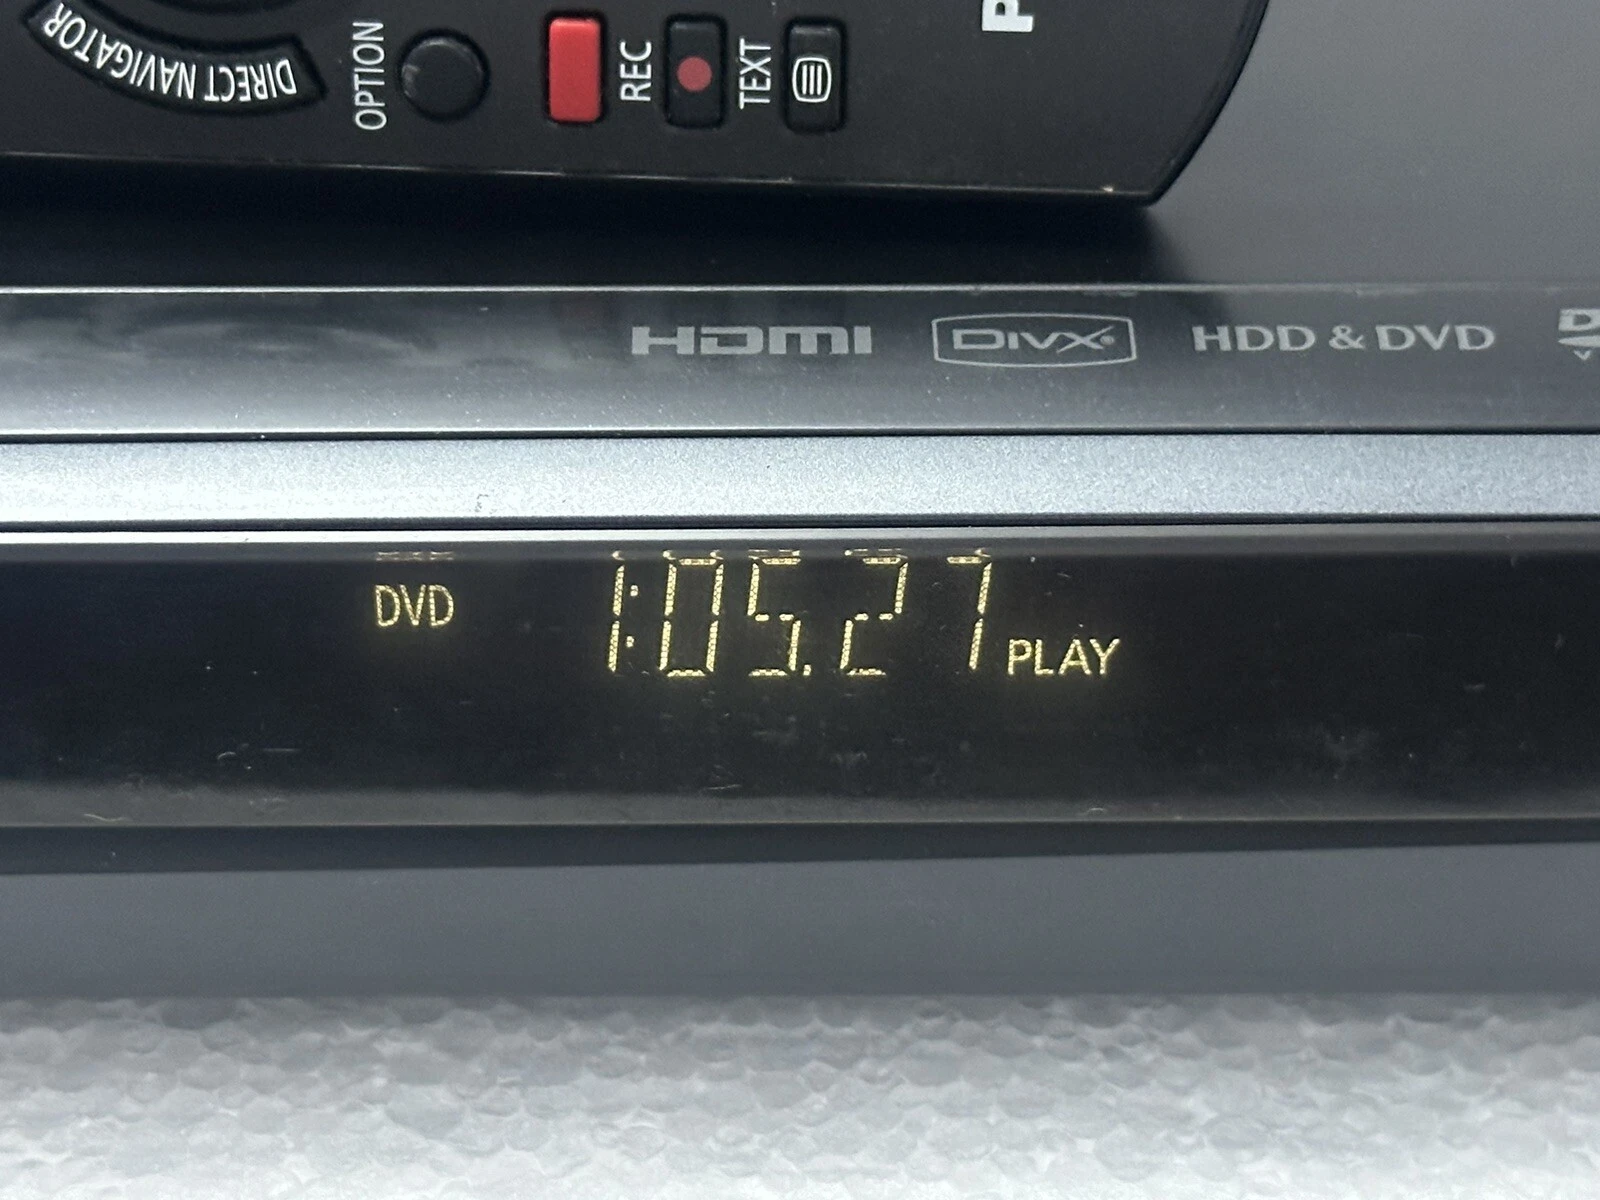 DIRECT NAVIGATOR
OPTION
REC
TEXT
HDMI DIVX HDD & DVD
DVD 1:05.27 PLAY